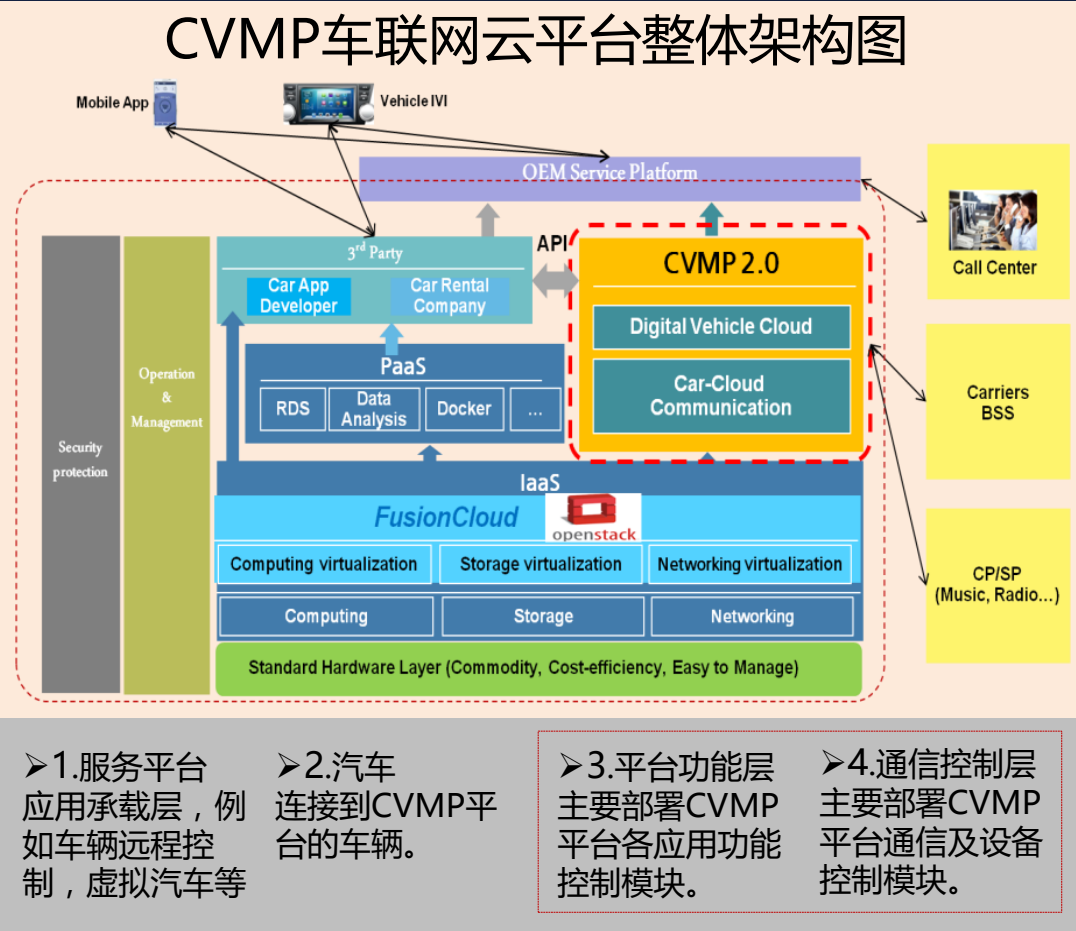 CVMP车联网云平台整体架构图
Mobile App
Vehicle IVI
OEM Service Platform
Call Center
3rd Party
API
CVMP 2.0
Car App
Developer
Car Rental
Company
Digital Vehicle Cloud
PaaS
Car-Cloud
Communication
Operation
&
Management
RDS
Data
Analysis
Docker
...
Carriers
BSS
Security
protection
IaaS
FusionCloud
openstack
Computing virtualization
Storage virtualization
Networking virtualization
CP/SP
(Music, Radio...)
Computing
Storage
Networking
Standard Hardware Layer (Commodity, Cost-efficiency, Easy to Manage)
➢1.服务平台
应用承载层，例
如车辆远程控
制，虚拟汽车等
➢2.汽车
连接到CVMP平
台的车辆。
➢3.平台功能层
主要部署CVMP
平台各应用功能
控制模块。
➢4.通信控制层
主要部署CVMP
平台通信及设备
控制模块。